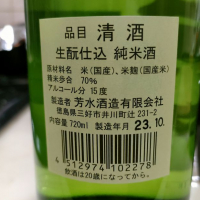 品目 清酒
生酛仕込 純米酒
原材料名 米(国産)、米麹(国産米)
精米歩合 70%
アルコール分 15度
製造者 芳水酒造有限会社
徳島県三好市井川町辻 231-2
容量 720ml 製造年月 23.10.
4 512974 102278
飲酒は20歳になってから。